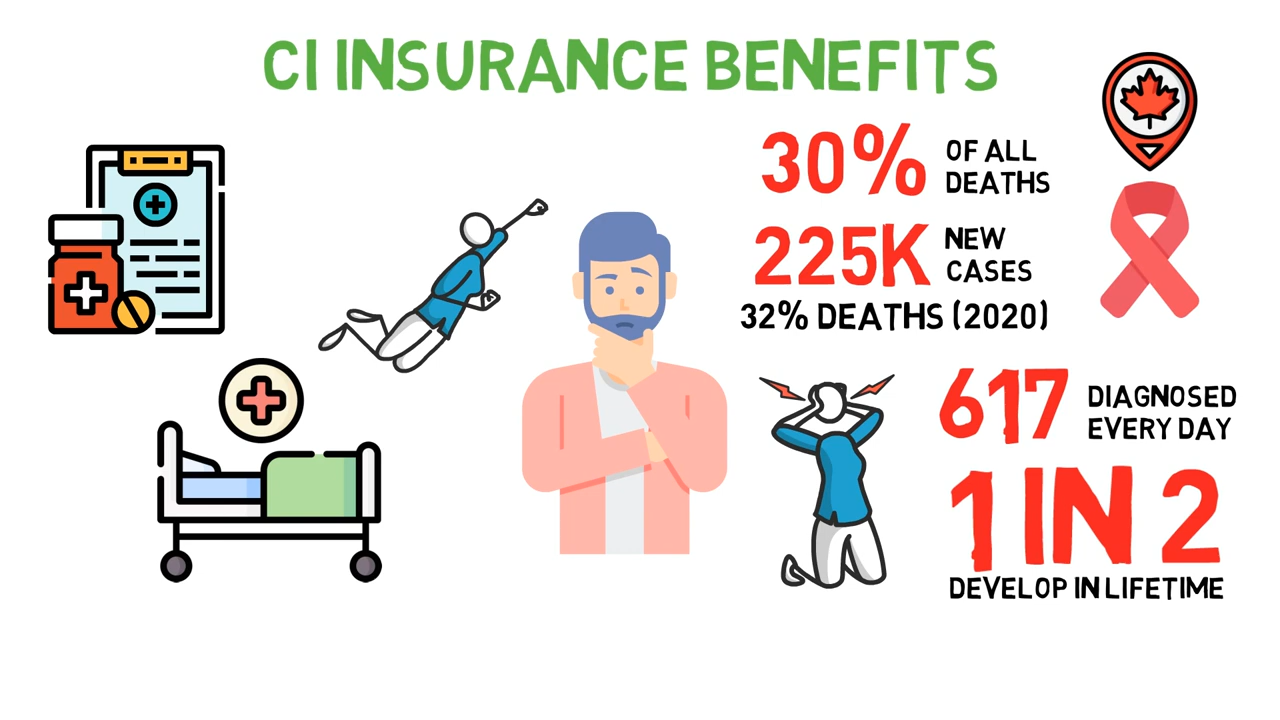 CI INSURANCE BENEFITS
30% OF ALL
DEATHS
225K NEW
CASES
32% DEATHS (2020)
617 DIAGNOSED
EVERY DAY
1 IN 2
DEVELOP IN LIFETIME